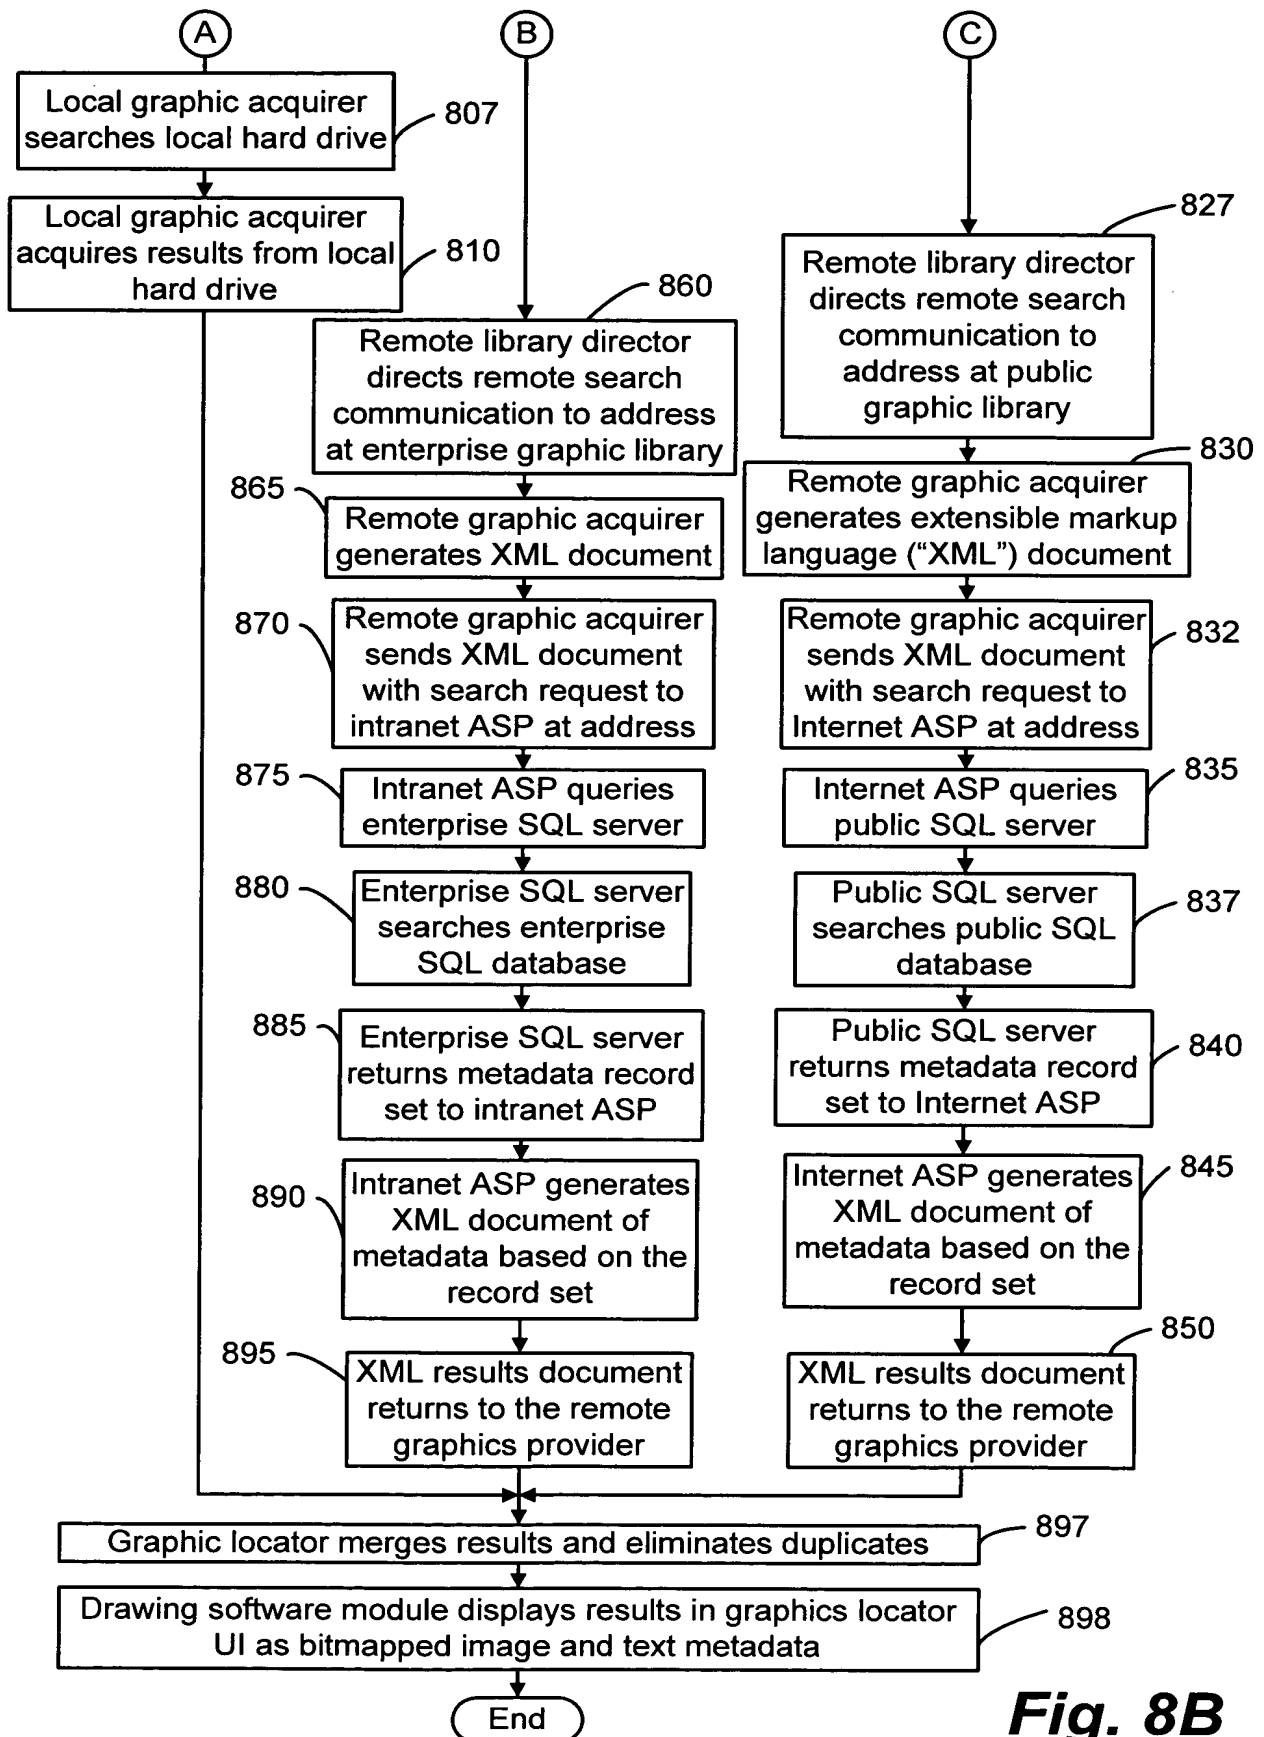 A
B
C
Local graphic acquirer
searches local hard drive
807
Local graphic acquirer
acquires results from local
hard drive
810
827
Remote library director
directs remote search
communication to
address at public
graphic library
860
Remote library director
directs remote search
communication to address
at enterprise graphic library
830
Remote graphic acquirer
generates extensible markup
language (“XML”) document
865
Remote graphic acquirer
generates XML document
870
Remote graphic acquirer
sends XML document
with search request to
intranet ASP at address
Remote graphic acquirer
sends XML document
with search request to
Internet ASP at address
832
875
Intranet ASP queries
enterprise SQL server
Internet ASP queries
public SQL server
835
880
Enterprise SQL server
searches enterprise
SQL database
Public SQL server
searches public SQL
database
837
885
Enterprise SQL server
returns metadata record
set to intranet ASP
Public SQL server
returns metadata record
set to Internet ASP
840
890
Intranet ASP generates
XML document of
metadata based on the
record set
Internet ASP generates
XML document of
metadata based on the
record set
845
895
XML results document
returns to the remote
graphics provider
850
XML results document
returns to the remote
graphics provider
Graphic locator merges results and eliminates duplicates
897
Drawing software module displays results in graphics locator
UI as bitmapped image and text metadata
898
End
Fig. 8B